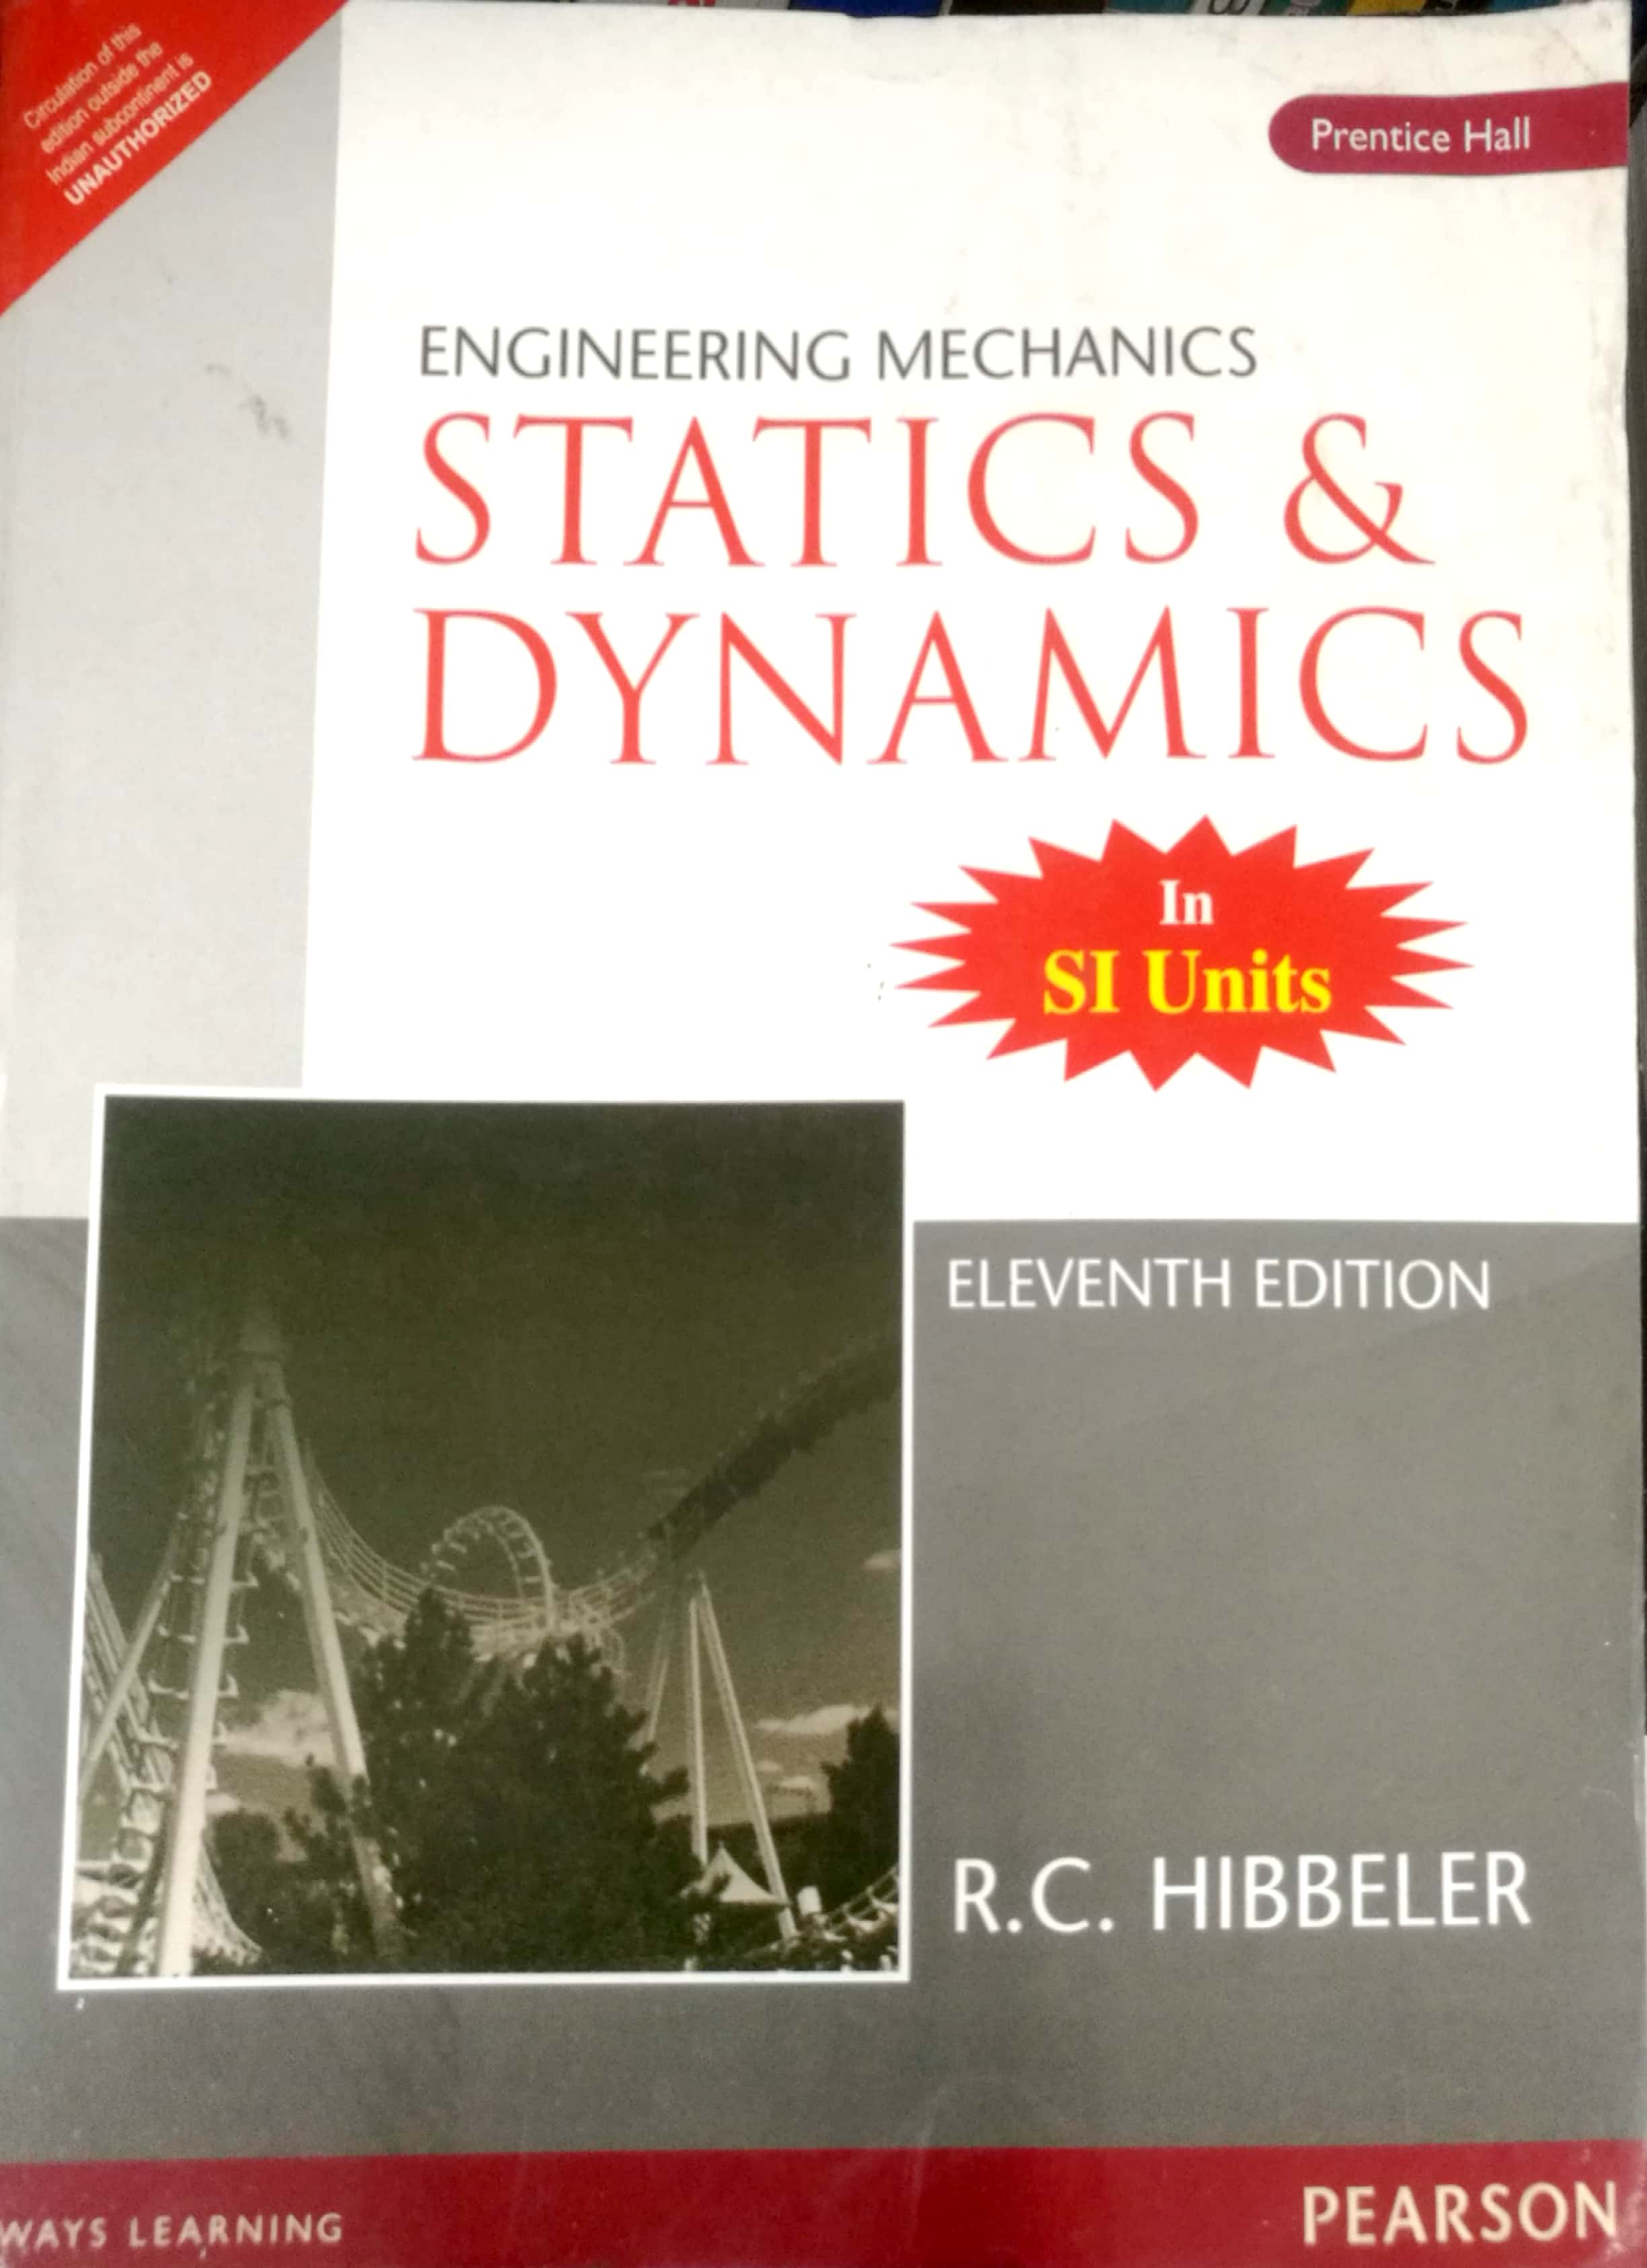 Circulation of this
edition outside the
Indian subcontinent is
UNAUTHORIZED
Prentice Hall
ENGINEERING MECHANICS
STATICS &
DYNAMICS
In
SI Units
ELEVENTH EDITION
R.C. HIBBELER
WAYS LEARNING
PEARSON